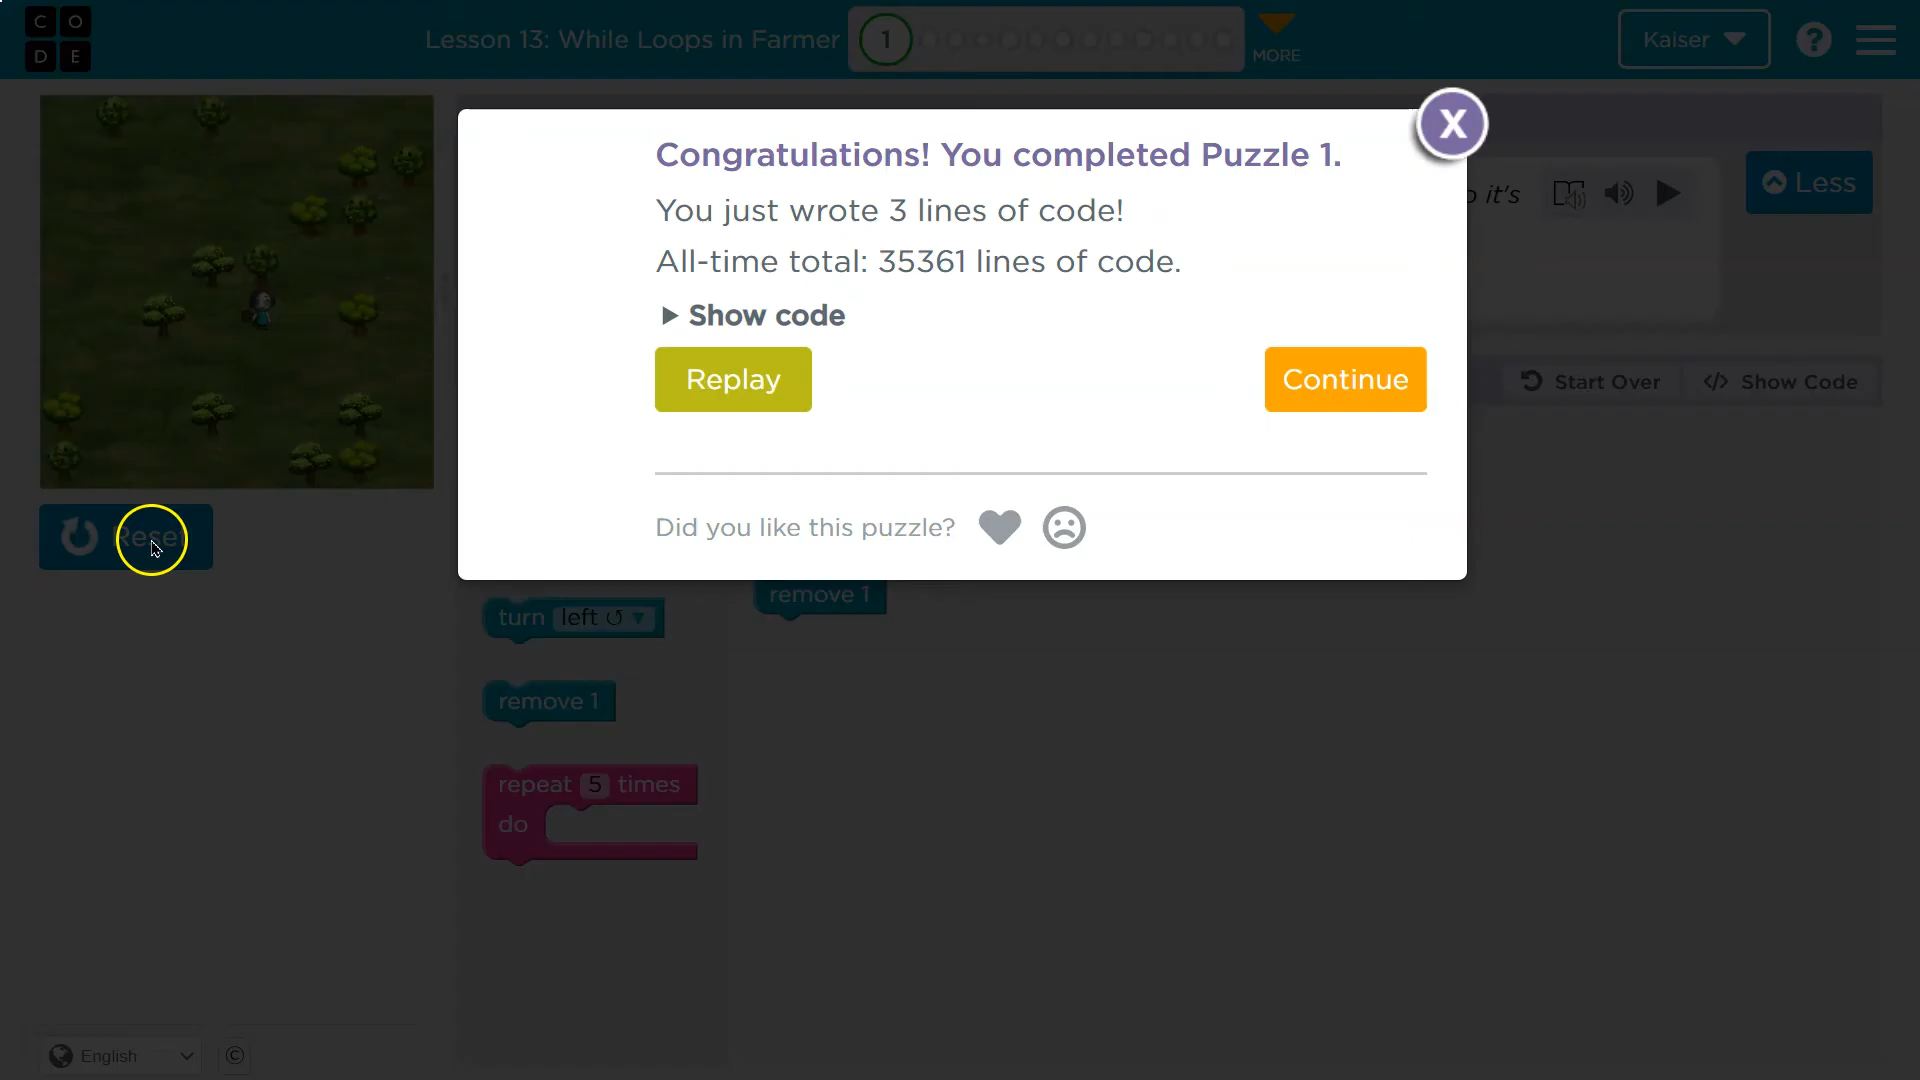 C O
D E
Lesson 13: While Loops in Farmer
1
MORE
Kaiser
?
X
Congratulations! You completed Puzzle 1.
You just wrote 3 lines of code!
All-time total: 35361 lines of code.
Show code
Replay
Continue
Did you like this puzzle?
it's
Less
Start Over
</> Show Code
Reset
remove 1
turn left
remove 1
repeat 5 times
do
English
©